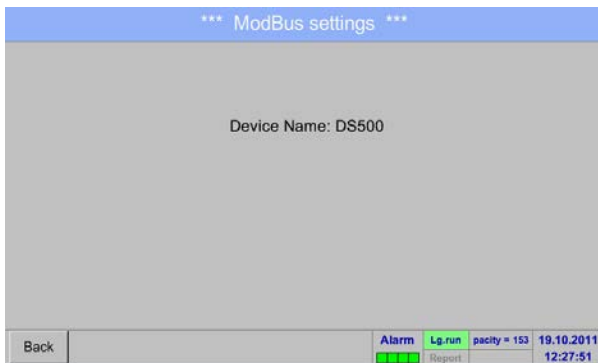 *** ModBus settings ***
Device Name: DS500
Back
Alarm
Lg.run
pacity = 153
19.10.2011
Report
12:27:51